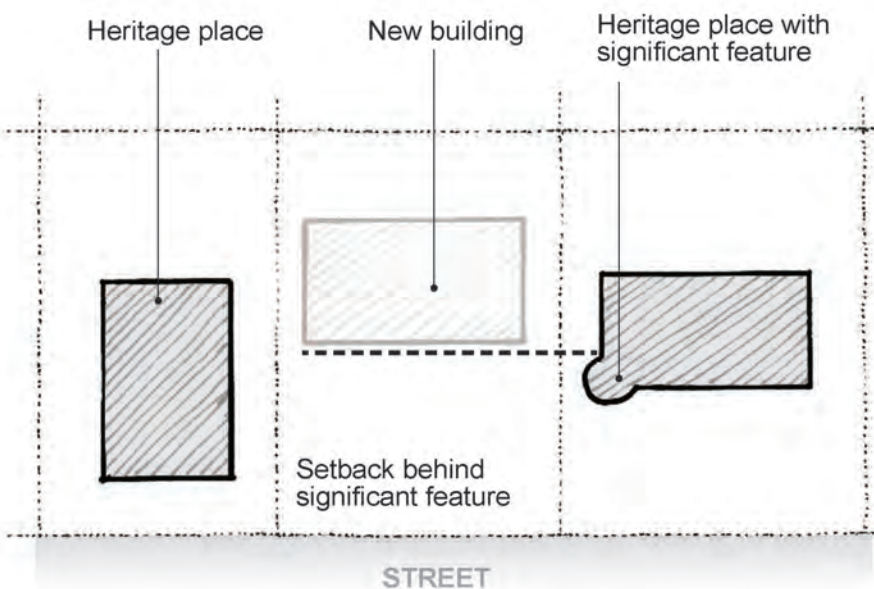 Heritage place
New building
Heritage place with
significant feature
Setback behind
significant feature
STREET